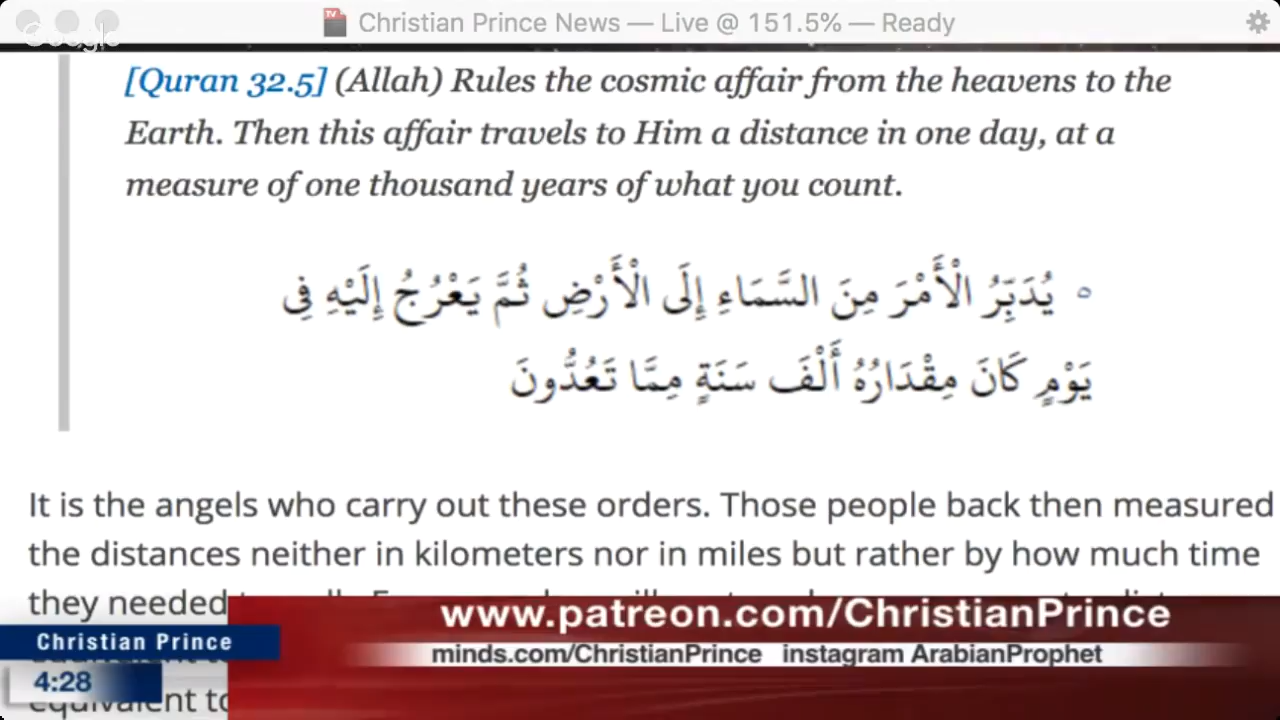 Christian Prince News — Live @ 151.5% — Ready
Google
[Quran 32.5] (Allah) Rules the cosmic affair from the heavens to the
Earth. Then this affair travels to Him a distance in one day, at a
measure of one thousand years of what you count.
٥ يُدَبِّرُ الْأَمْرَ مِنَ السَّمَاءِ إِلَى الْأَرْضِ ثُمَّ يَعْرُجُ إِلَيْهِ فِي
يَوْمٍ كَانَ مِقْدَارُهُ أَلْفَ سَنَةٍ مِمَّا تَعُدُّونَ
It is the angels who carry out these orders. Those people back then measured
the distances neither in kilometers nor in miles but rather by how much time
they needed
www.patreon.com/ChristianPrince
Christian Prince
minds.com/ChristianPrince instagram ArabianProphet
4:28
equivalent to